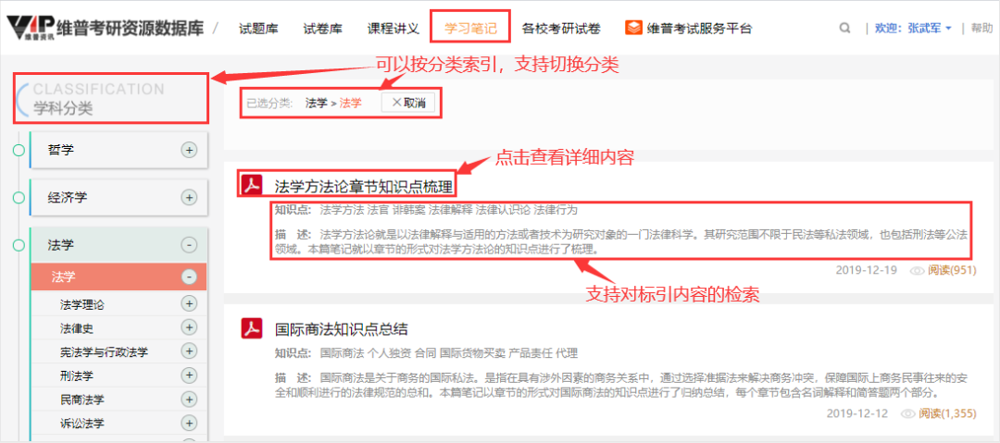 VIP 维普资讯 维普考研资源数据库 / 试题库 试卷库 课程讲义 学习笔记 各校考研试卷 维普考试服务平台 | 欢迎: 张武军 | 帮助
可以按分类索引，支持切换分类
CLASSIFICATION
学科分类
已选分类: 法学 > 法学 ×取消
哲学 +
经济学 +
法学 -
法学 -
法学理论 +
法律史 +
宪法学与行政法学 +
刑法学 +
民商法学 +
诉讼法学 +
点击查看详细内容
法学方法论章节知识点梳理
知识点: 法学方法 法官 诽韩案 法律解释 法律认识论 法律行为
描 述: 法学方法论就是以法律解释与适用的方法或者技术为研究对象的一门法律科学。其研究范围不限于民法等私法领域，也包括刑法等公法
领域。本篇笔记就以章节的形式对法学方法论的知识点进行了梳理。
2019-12-19 阅读(951)
支持对标引内容的检索
国际商法知识点总结
知识点: 国际商法 个人独资 合同 国际货物买卖 产品责任 代理
描 述: 国际商法是关于商务的国际私法。是指在具有涉外因素的商务关系中，通过选择准据法来解决商务冲突，保障国际上商务民事往来的安
全和顺利进行的法律规范的总和。本篇笔记以章节的形式对国际商法的知识点进行了归纳总结，每个章节包含名词解释和简答题两个部分。
2019-12-12 阅读(1,355)